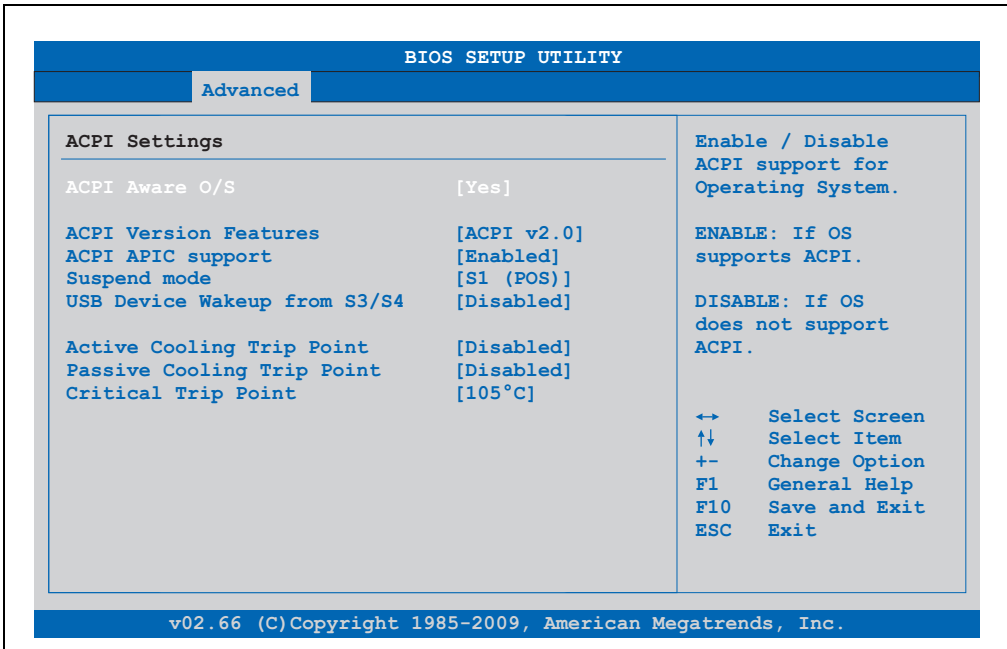 BIOS SETUP UTILITY
Advanced
ACPI Settings
ACPI Aware O/S [Yes]
ACPI Version Features [ACPI v2.0]
ACPI APIC support [Enabled]
Suspend mode [S1 (POS)]
USB Device Wakeup from S3/S4 [Disabled]
Active Cooling Trip Point [Disabled]
Passive Cooling Trip Point [Disabled]
Critical Trip Point [105°C]
Enable / Disable
ACPI support for
Operating System.
ENABLE: If OS
supports ACPI.
DISABLE: If OS
does not support
ACPI.
↔ Select Screen
↑↓ Select Item
+- Change Option
F1 General Help
F10 Save and Exit
ESC Exit
v02.66 (C)Copyright 1985-2009, American Megatrends, Inc.